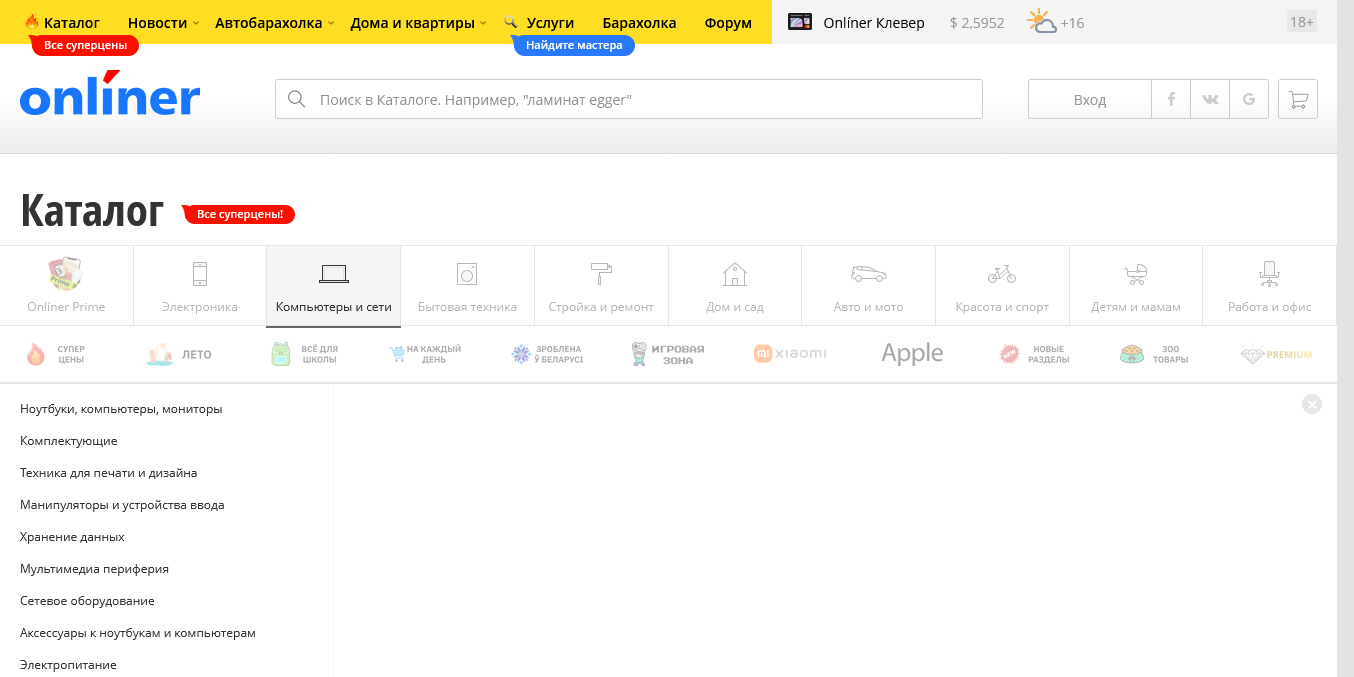 Каталог Новости Автобарахолка Дома и квартиры Услуги Барахолка Форум Onlíner Клевер $ 2,5952 +16 18+
Все суперцены Найдите мастера
onlíner
Поиск в Каталоге. Например, "ламинат egger"
Вход
Каталог
Все суперцены!
Onlíner Prime Электроника Компьютеры и сети Бытовая техника Стройка и ремонт Дом и сад Авто и мото Красота и спорт Детям и мамам Работа и офис
СУПЕР
ЦЕНЫ
ЛЕТО
ВСЁ ДЛЯ
ШКОЛЫ
НА КАЖДЫЙ
ДЕНЬ
ЗРОБЛЕНА
Ў БЕЛАРУСІ
ИГРОВАЯ
ЗОНА
xiaomi
Apple
НОВЫЕ
РАЗДЕЛЫ
ЗОО
ТОВАРЫ
PREMIUM
Ноутбуки, компьютеры, мониторы
Комплектующие
Техника для печати и дизайна
Манипуляторы и устройства ввода
Хранение данных
Мультимедиа периферия
Сетевое оборудование
Аксессуары к ноутбукам и компьютерам
Электропитание